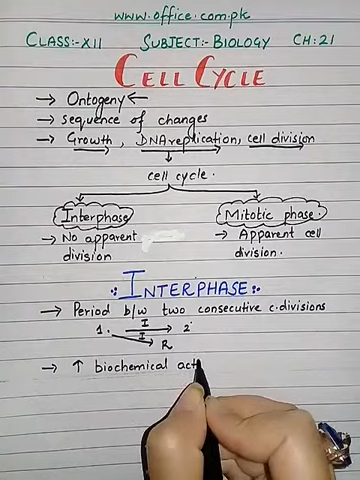 www.office.com.pk
CLASS:-XII SUBJECT:-BIOLOGY CH:21
CELL CYCLE
→ Ontogeny ←
→ sequence of changes
→ Growth, DNA replication, cell division
cell cycle.
Interphase Mitotic phase.
→ No apparent division → Apparent cell division.
INTERPHASE:
→ Period b/w two consecutive c.divisions
1. I 2
I R
→ ↑ biochemical act